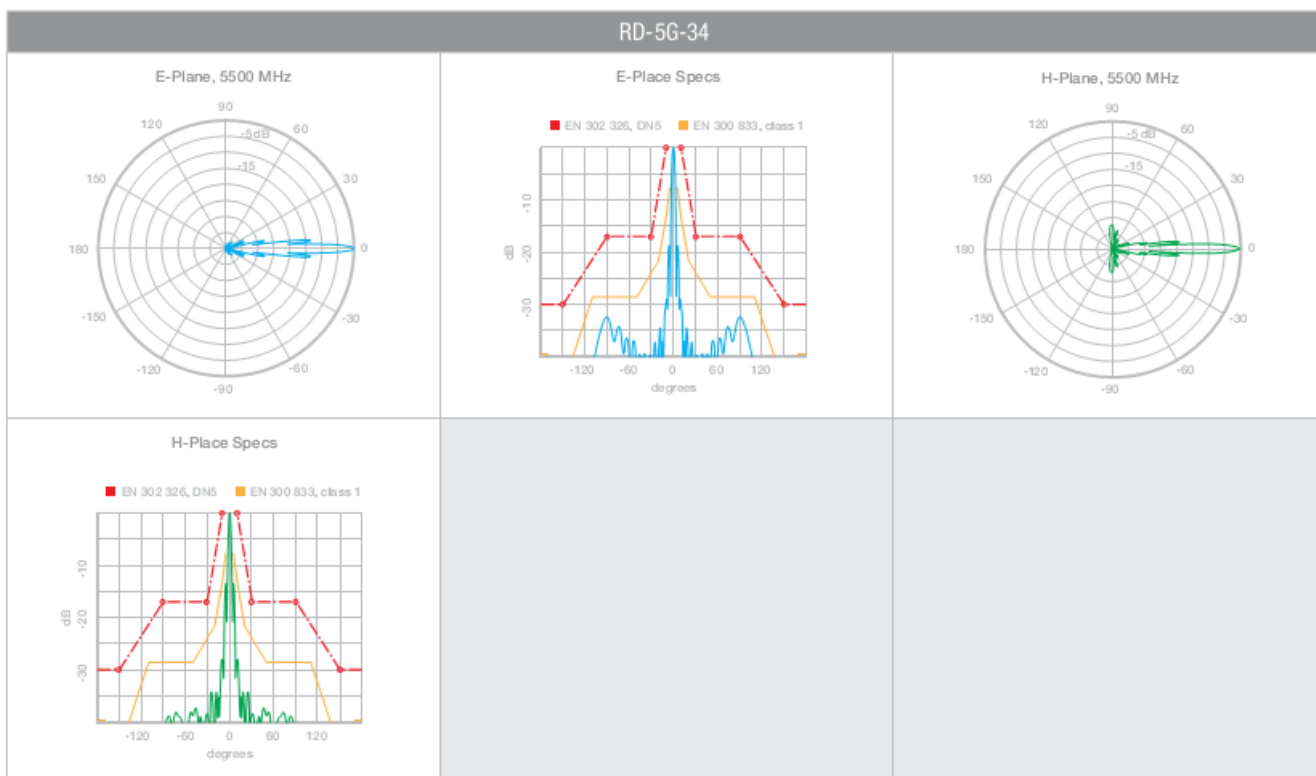 RD-5G-34
E-Plane, 5500 MHz
90
120
60
-5 dB
-15
150
30
180
0
-150
-30
-120
-60
-90
E-Place Specs
EN 302 326, DN5 EN 300 833, class 1
-10
dB
-20
-30
-120 -60 0 60 120
degrees
H-Plane, 5500 MHz
90
120
60
-5 dB
-15
150
30
180
0
-150
-30
-120
-60
-90
H-Place Specs
EN 302 326, DN5 EN 300 833, class 1
-10
-20
dB
-30
-120 -60 0 60 120
degrees